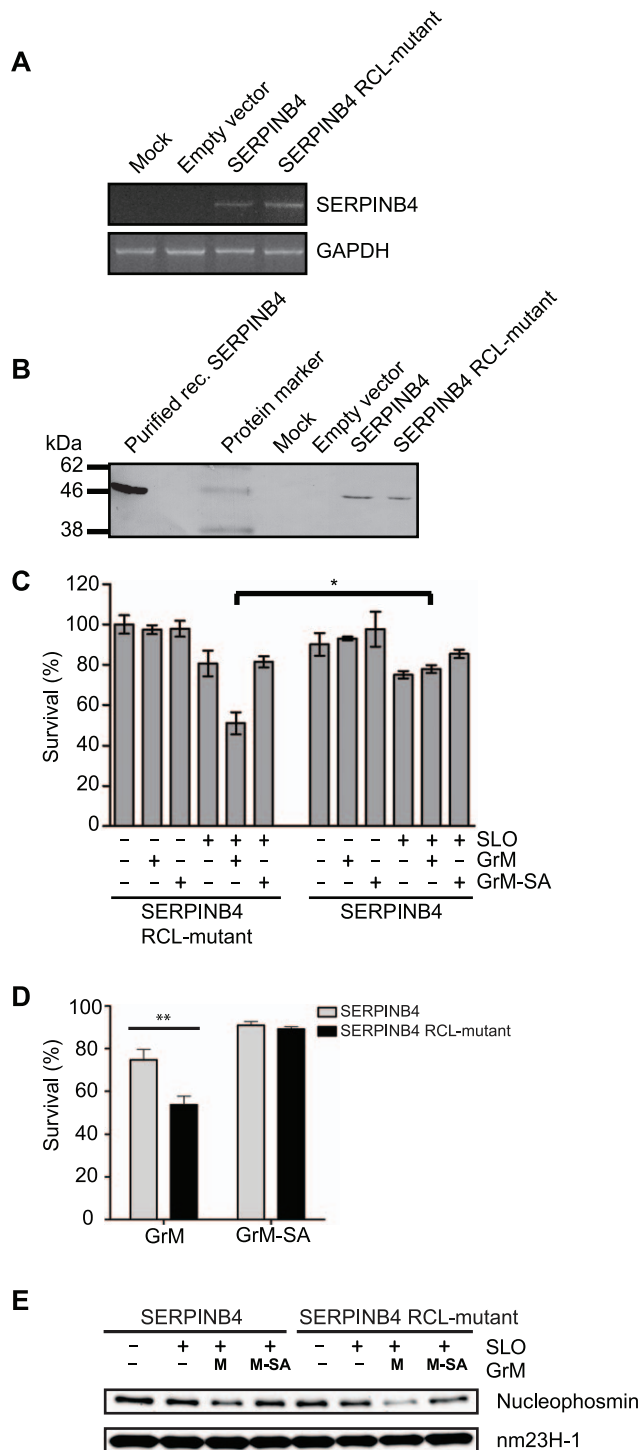 A
Mock
Empty vector
SERPINB4
SERPINB4 RCL-mutant
SERPINB4
GAPDH
B
Purified rec. SERPINB4
Protein marker
Mock
Empty vector
SERPINB4
SERPINB4 RCL-mutant
kDa
62
46
38
C
120
100
80
60
40
20
0
Survival (%)
*
– – – + + + – – – + + + SLO
– + – – + – – + – – + – GrM
– – + – – + – – + – – + GrM-SA
SERPINB4 RCL-mutant
SERPINB4
D
100
80
60
40
20
0
Survival (%)
**
SERPINB4
SERPINB4 RCL-mutant
GrM GrM-SA
E
SERPINB4 SERPINB4 RCL-mutant
– + + + – + + + SLO
– – M M-SA – – M M-SA GrM
Nucleophosmin
nm23H-1